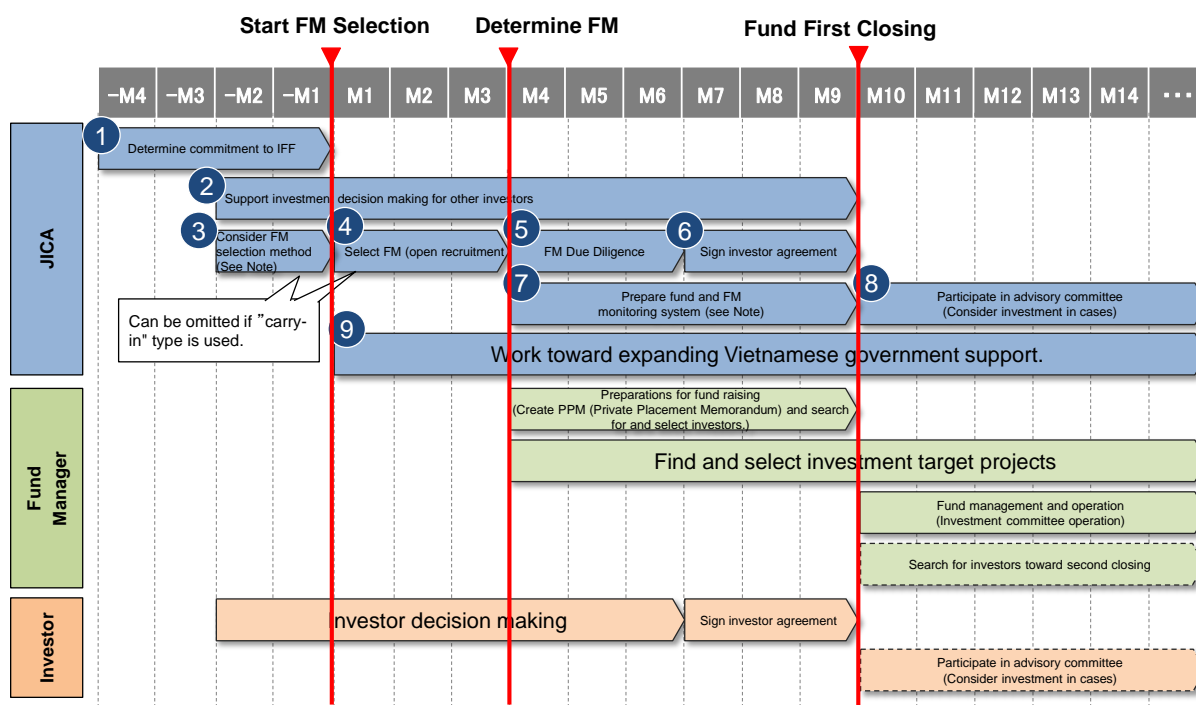 Start FM Selection
Determine FM
Fund First Closing
−M4 −M3 −M2 −M1 M1 M2 M3 M4 M5 M6 M7 M8 M9 M10 M11 M12 M13 M14 ・・・
JICA
1
Determine commitment to IFF
2
Support investment decision making for other investors
3
Consider FM
selection method
(See Note)
4
Select FM (open recruitment)
5
FM Due Diligence
6
Sign investor agreement
Can be omitted if ”carry-
in" type is used.
7
Prepare fund and FM
monitoring system (see Note)
8
Participate in advisory committee
(Consider investment in cases)
9
Work toward expanding Vietnamese government support.
Fund
Manager
Preparations for fund raising
(Create PPM (Private Placement Memorandum) and search
for and select investors.)
Find and select investment target projects
Fund management and operation
(Investment committee operation)
Search for investors toward second closing
Investor
Investor decision making
Sign investor agreement
Participate in advisory committee
(Consider investment in cases)